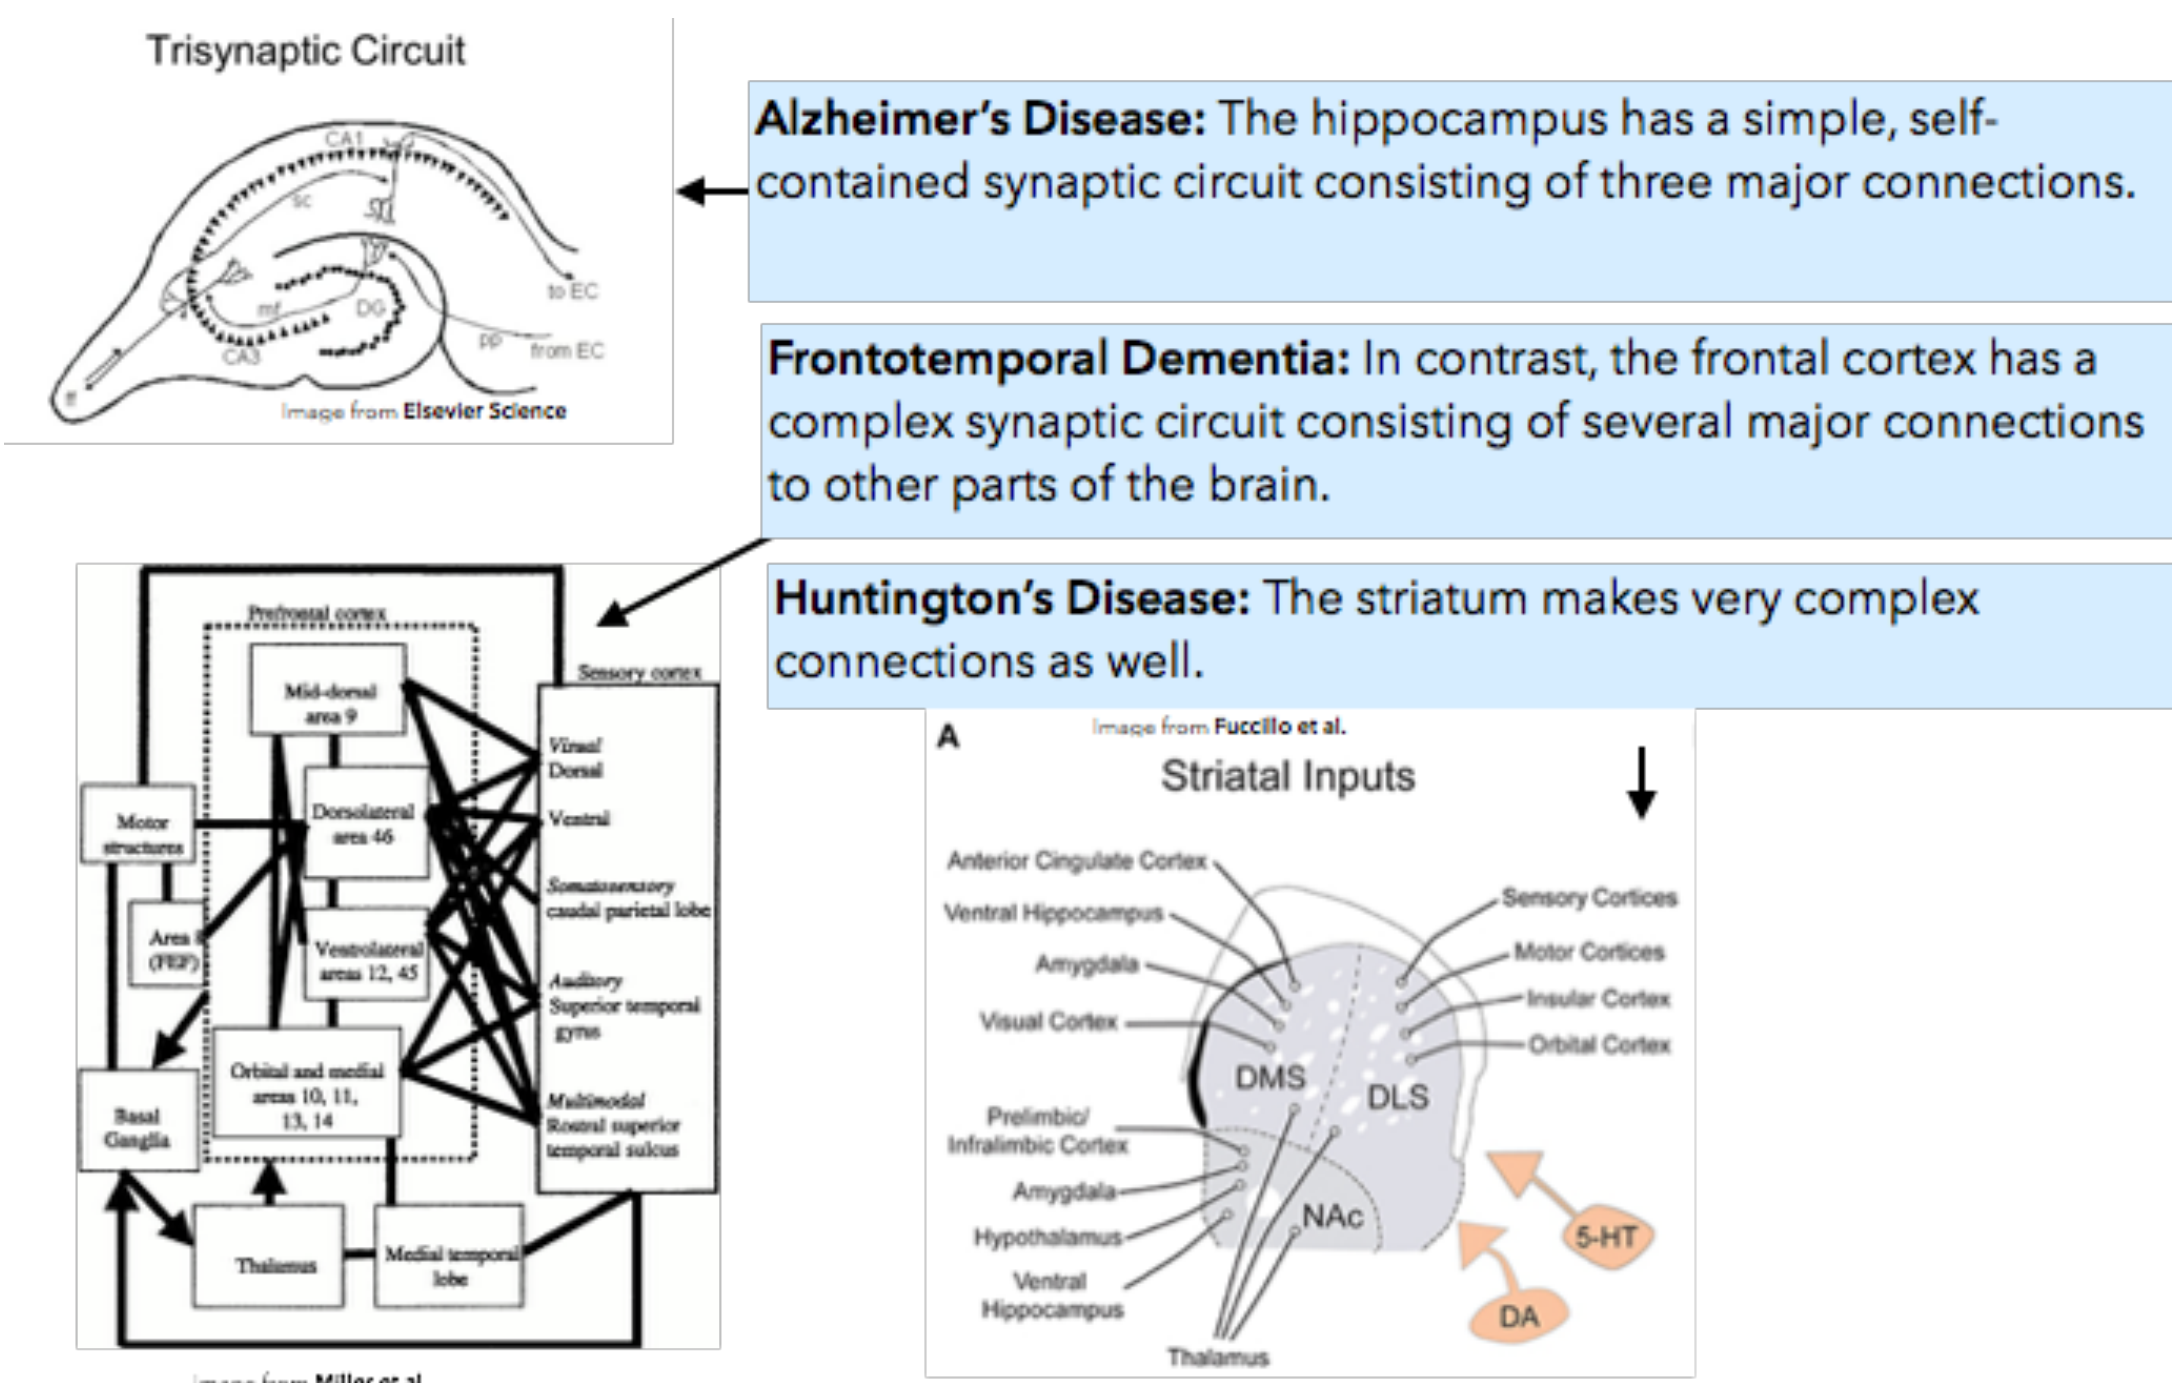 Trisynaptic Circuit
CA1
sc
to EC
mf
DG
pp
from EC
CA3
ff
Image from Elsevier Science
Alzheimer's Disease: The hippocampus has a simple, self-
contained synaptic circuit consisting of three major connections.
Frontotemporal Dementia: In contrast, the frontal cortex has a
complex synaptic circuit consisting of several major connections
to other parts of the brain.
Huntington's Disease: The striatum makes very complex
connections as well.
Prefrontal cortex
Mid-dorsal
area 9
Sensory cortex
Visual
Dorsal
Ventral
Motor
structures
Dorsolateral
area 46
Somatosensory
caudal parietal lobe
Area 8
(FEF)
Ventrolateral
areas 12, 45
Auditory
Superior temporal
gyrus
Orbital and medial
areas 10, 11,
13, 14
Multimodal
Rostral superior
temporal sulcus
Basal
Ganglia
Thalamus
Medial temporal
lobe
Image from Miller et al
Image from Fuccillo et al.
A
Striatal Inputs
Anterior Cingulate Cortex
Ventral Hippocampus
Amygdala
Visual Cortex
Sensory Cortices
Motor Cortices
Insular Cortex
Orbital Cortex
DMS
DLS
Prelimbic/
Infralimbic Cortex
Amygdala
Hypothalamus
Ventral
Hippocampus
NAc
Thalamus
5-HT
DA